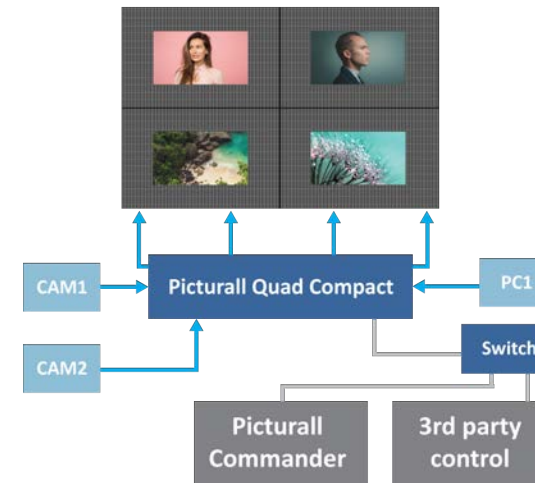 CAM1
Picturall Quad Compact
PC1
CAM2
Switch
Picturall
Commander
3rd party
control